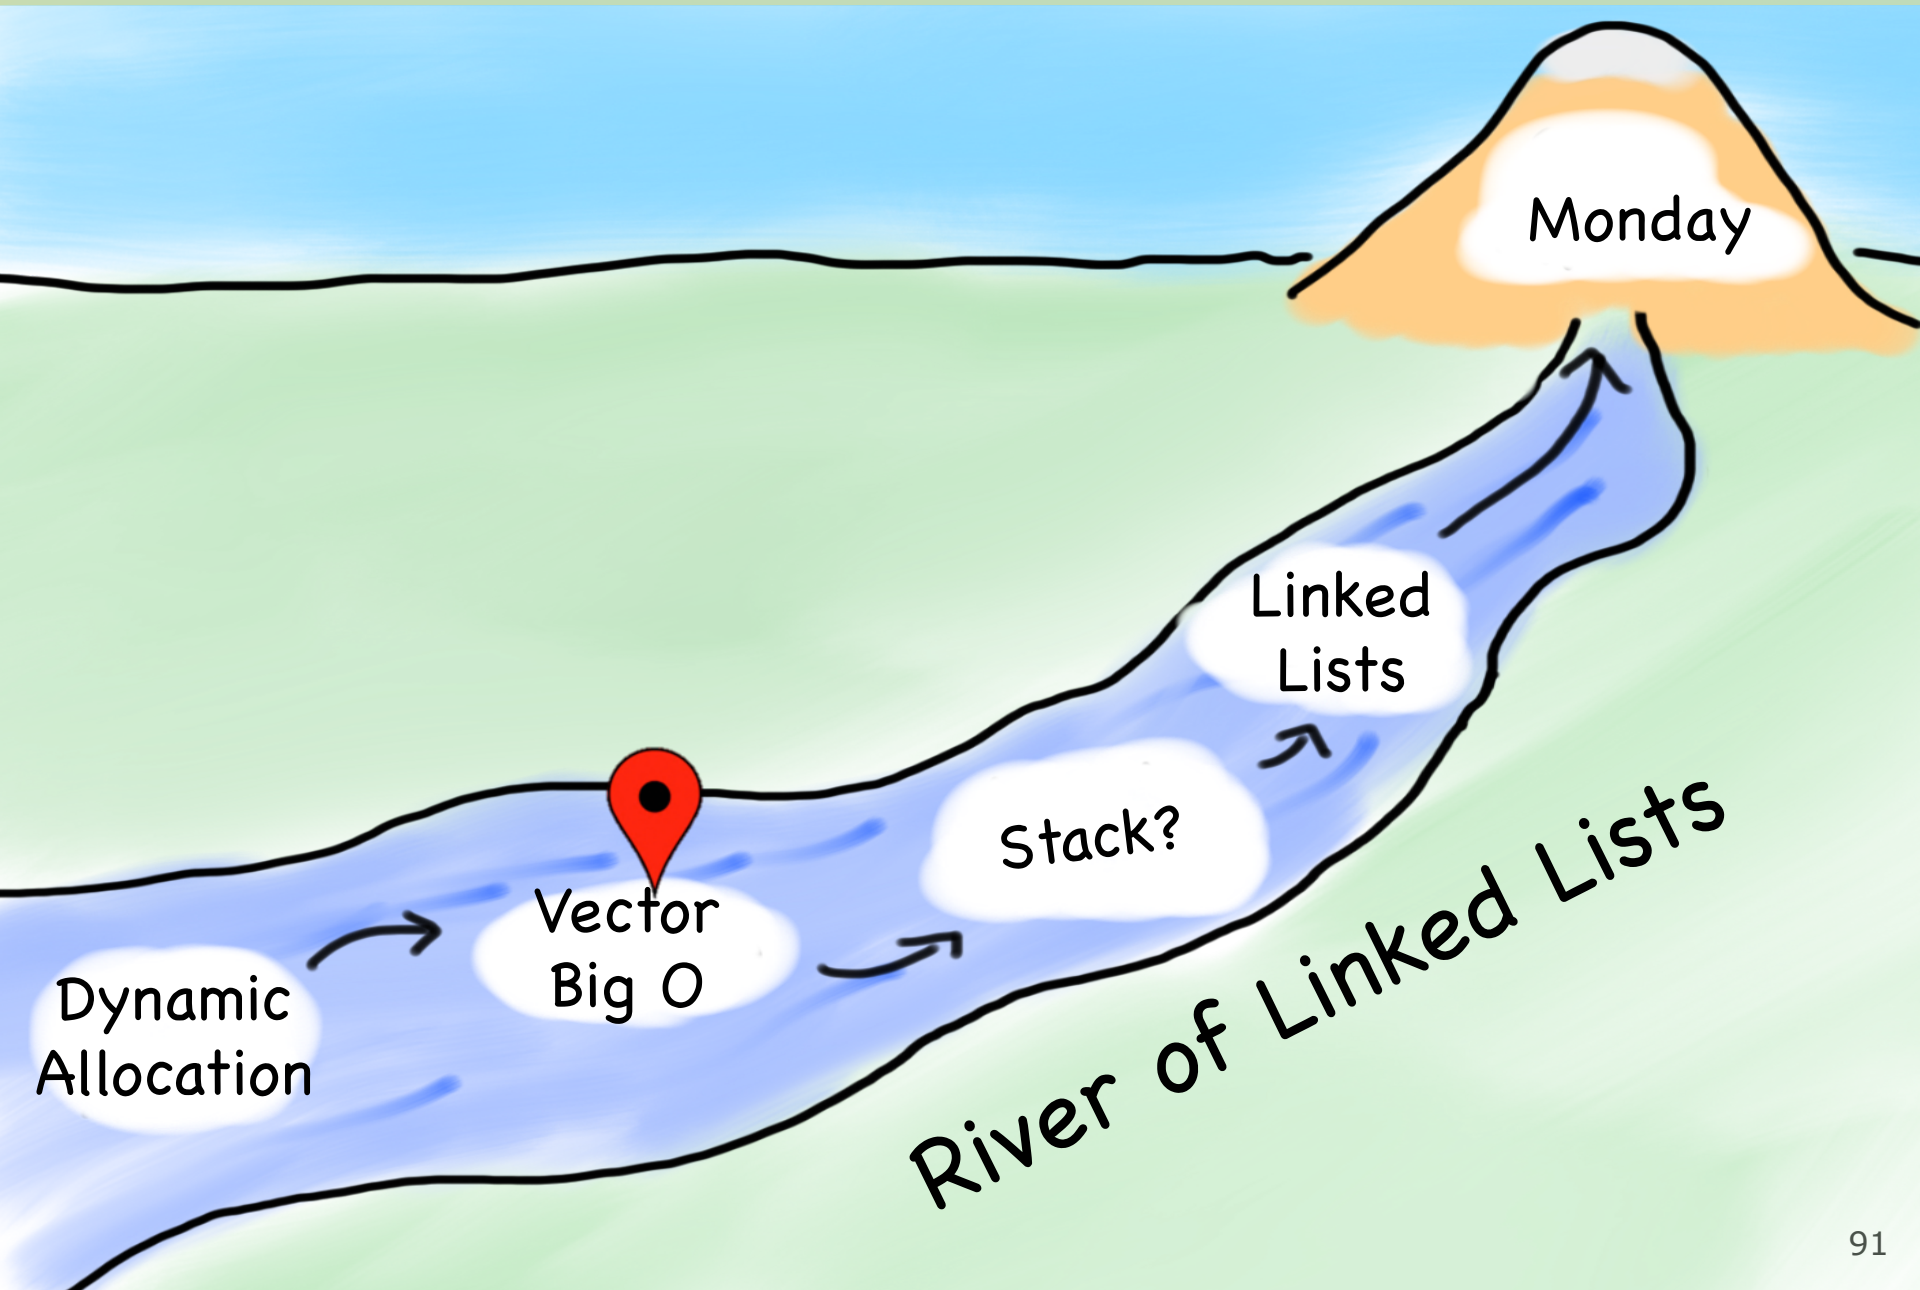 Monday
Linked
Lists
Stack?
Vector
Big O
Dynamic
Allocation
River of Linked Lists
91